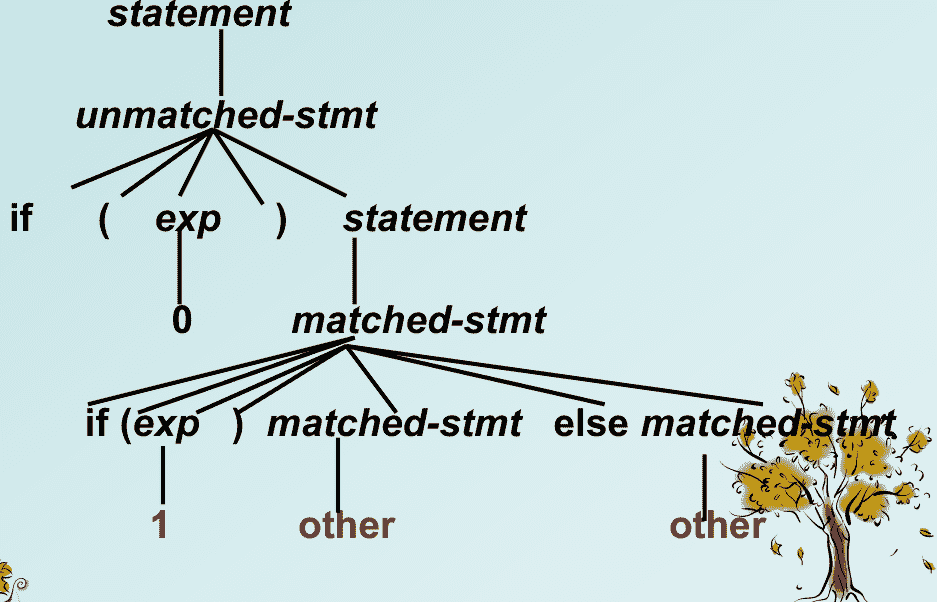 statement
unmatched-stmt
if ( exp ) statement
0 matched-stmt
if (exp ) matched-stmt else matched-stmt
1 other other